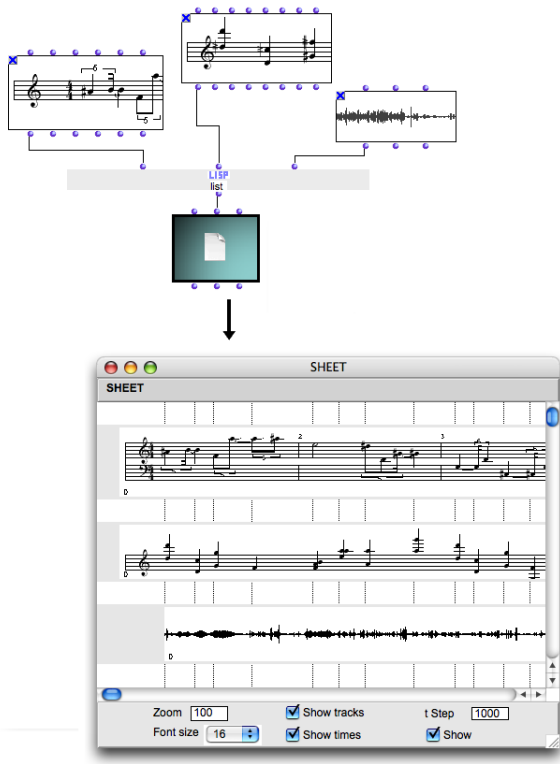 6
5
LISP
list
SHEET
SHEET
2
3
D
D
D
Zoom 100
Show tracks
t Step 1000
Font size 16
Show times
Show